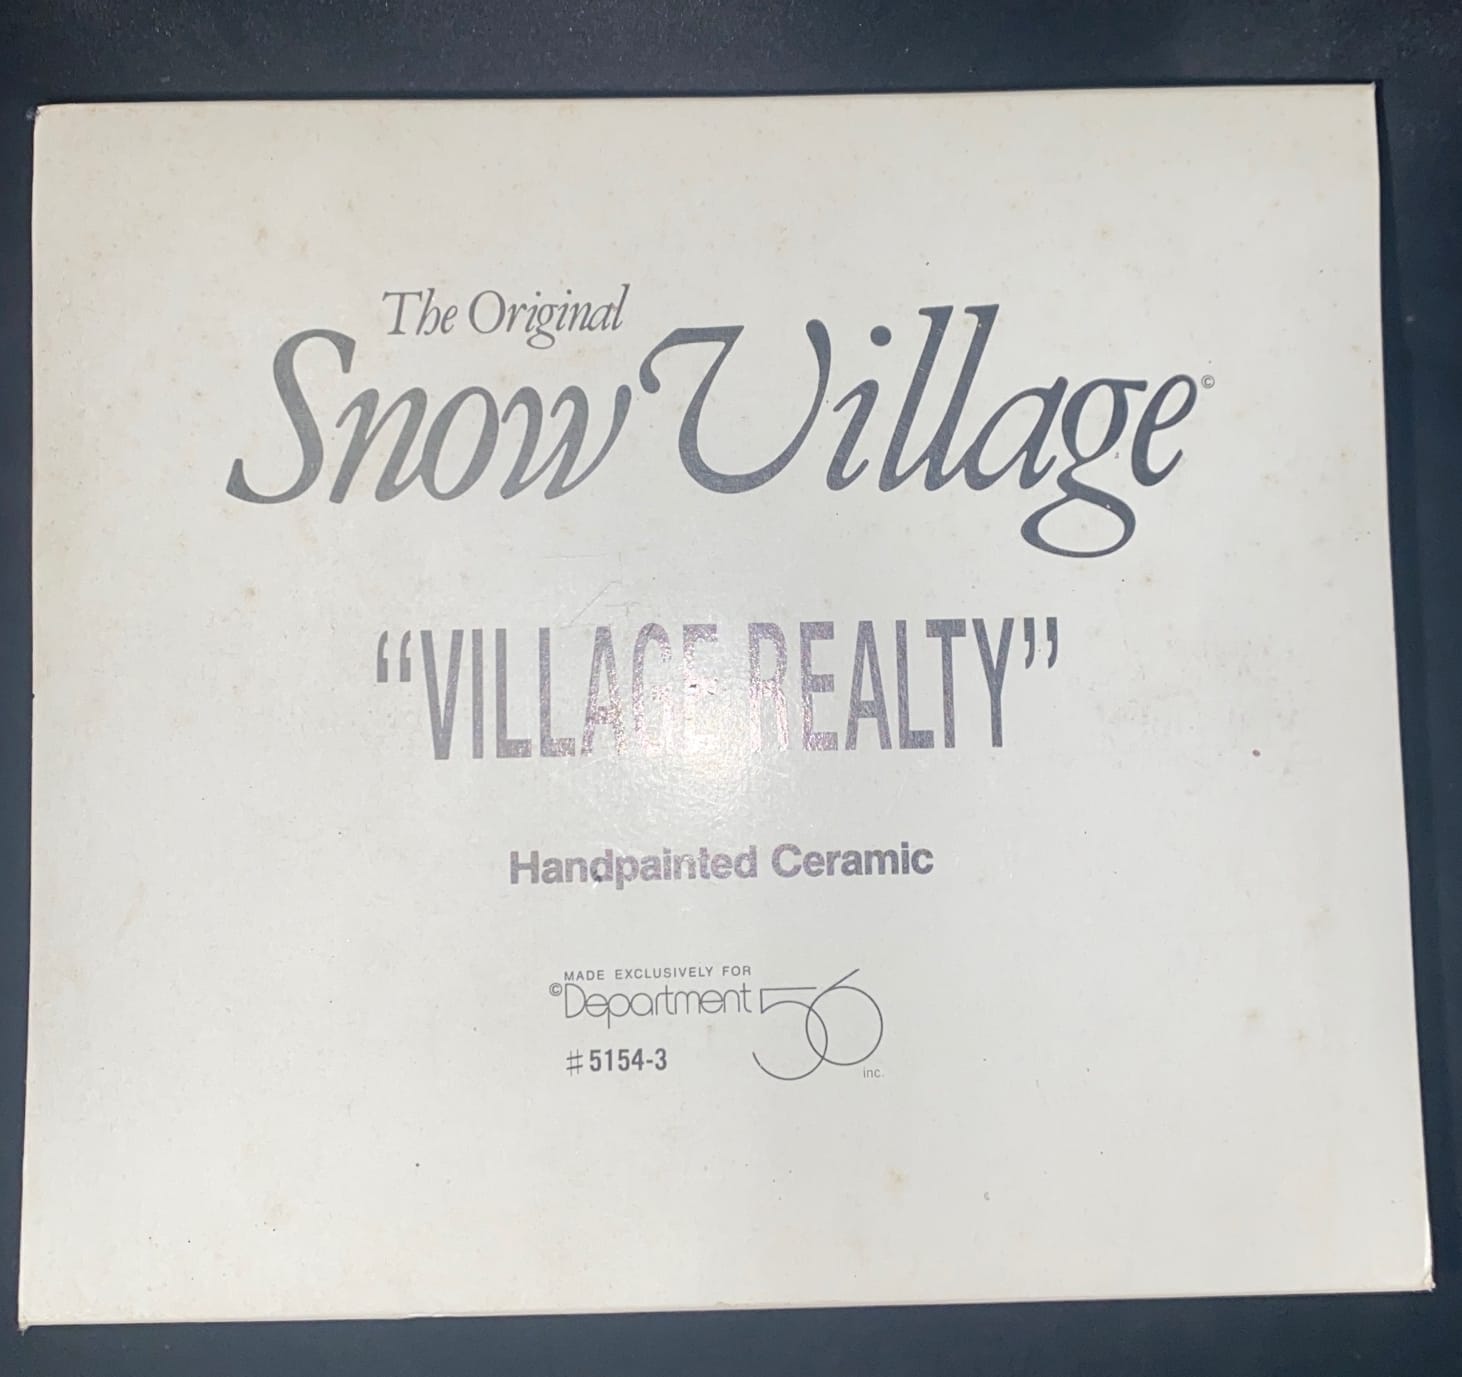 The Original
Snow Village©
“VILLAGE REALTY”
Handpainted Ceramic
MADE EXCLUSIVELY FOR
©Department 56
#5154-3
inc.